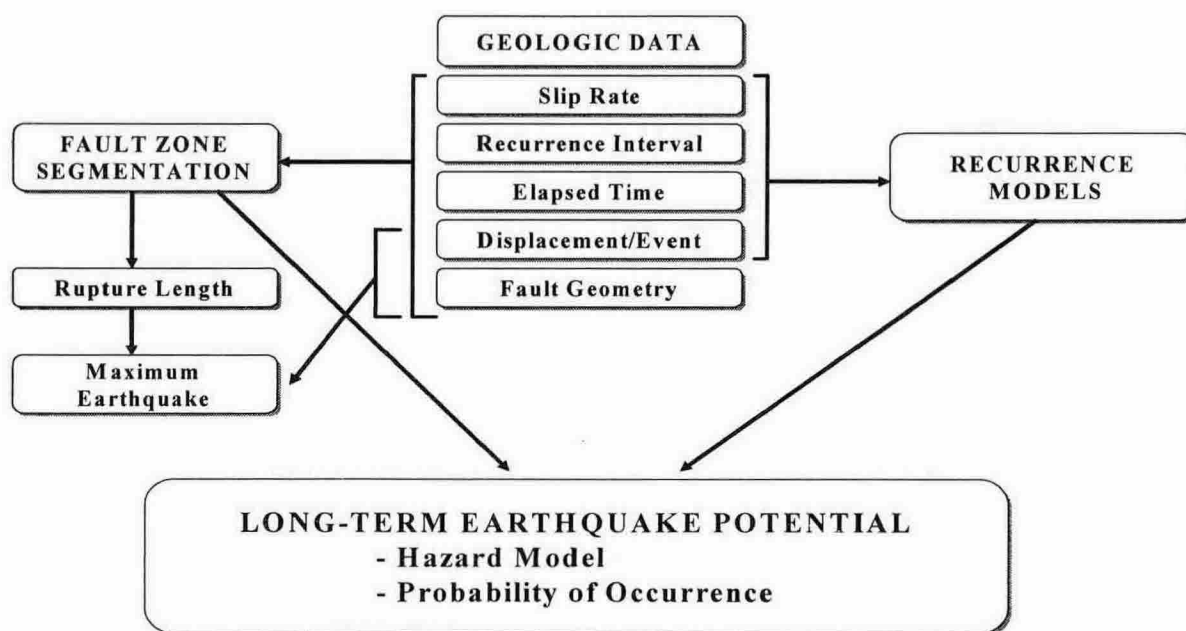 GEOLOGIC DATA
Slip Rate
Recurrence Interval
Elapsed Time
Displacement/Event
Fault Geometry
FAULT ZONE
SEGMENTATION
Rupture Length
Maximum
Earthquake
RECURRENCE
MODELS
LONG-TERM EARTHQUAKE POTENTIAL
- Hazard Model
- Probability of Occurrence